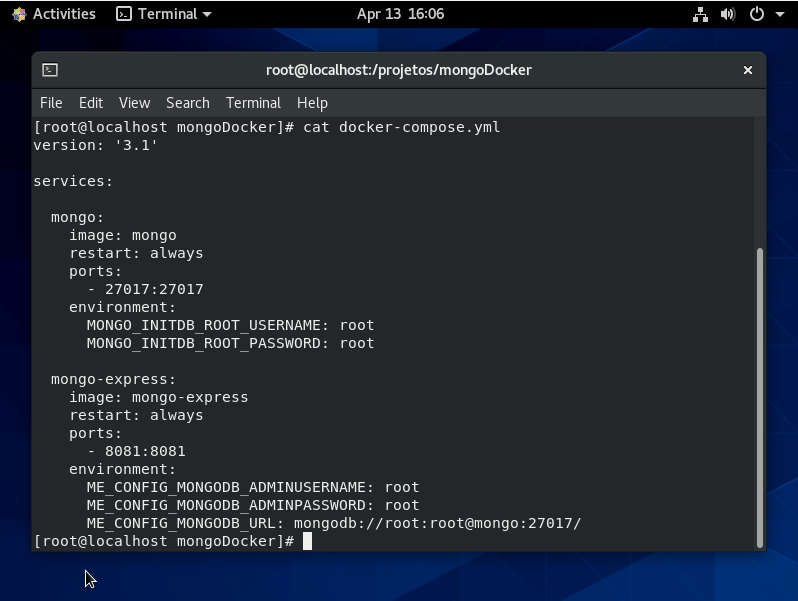 Activities Terminal Apr 13 16:06
root@localhost:/projetos/mongoDocker
File Edit View Search Terminal Help
[root@localhost mongoDocker]# cat docker-compose.yml
version: '3.1'
services:
mongo:
image: mongo
restart: always
ports:
- 27017:27017
environment:
MONGO_INITDB_ROOT_USERNAME: root
MONGO_INITDB_ROOT_PASSWORD: root
mongo-express:
image: mongo-express
restart: always
ports:
- 8081:8081
environment:
ME_CONFIG_MONGODB_ADMINUSERNAME: root
ME_CONFIG_MONGODB_ADMINPASSWORD: root
ME_CONFIG_MONGODB_URL: mongodb://root:root@mongo:27017/
[root@localhost mongoDocker]#